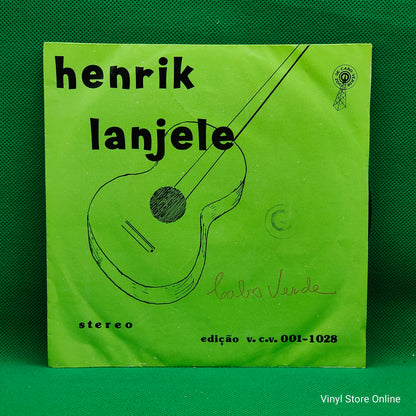 henrik
lanjele
Cabo Verde
stereo
edição v.c.v. 001-1028
Vinyl Store Online